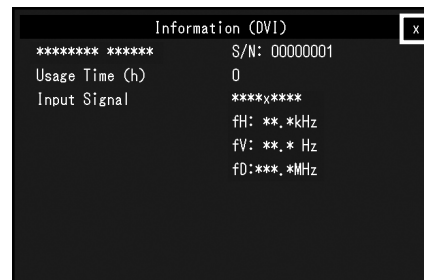 Information (DVI) x
******** ****** S/N: 00000001
Usage Time (h) 0
Input Signal ****x****
fH: **.*kHz
fV: **.* Hz
fD:***.*MHz